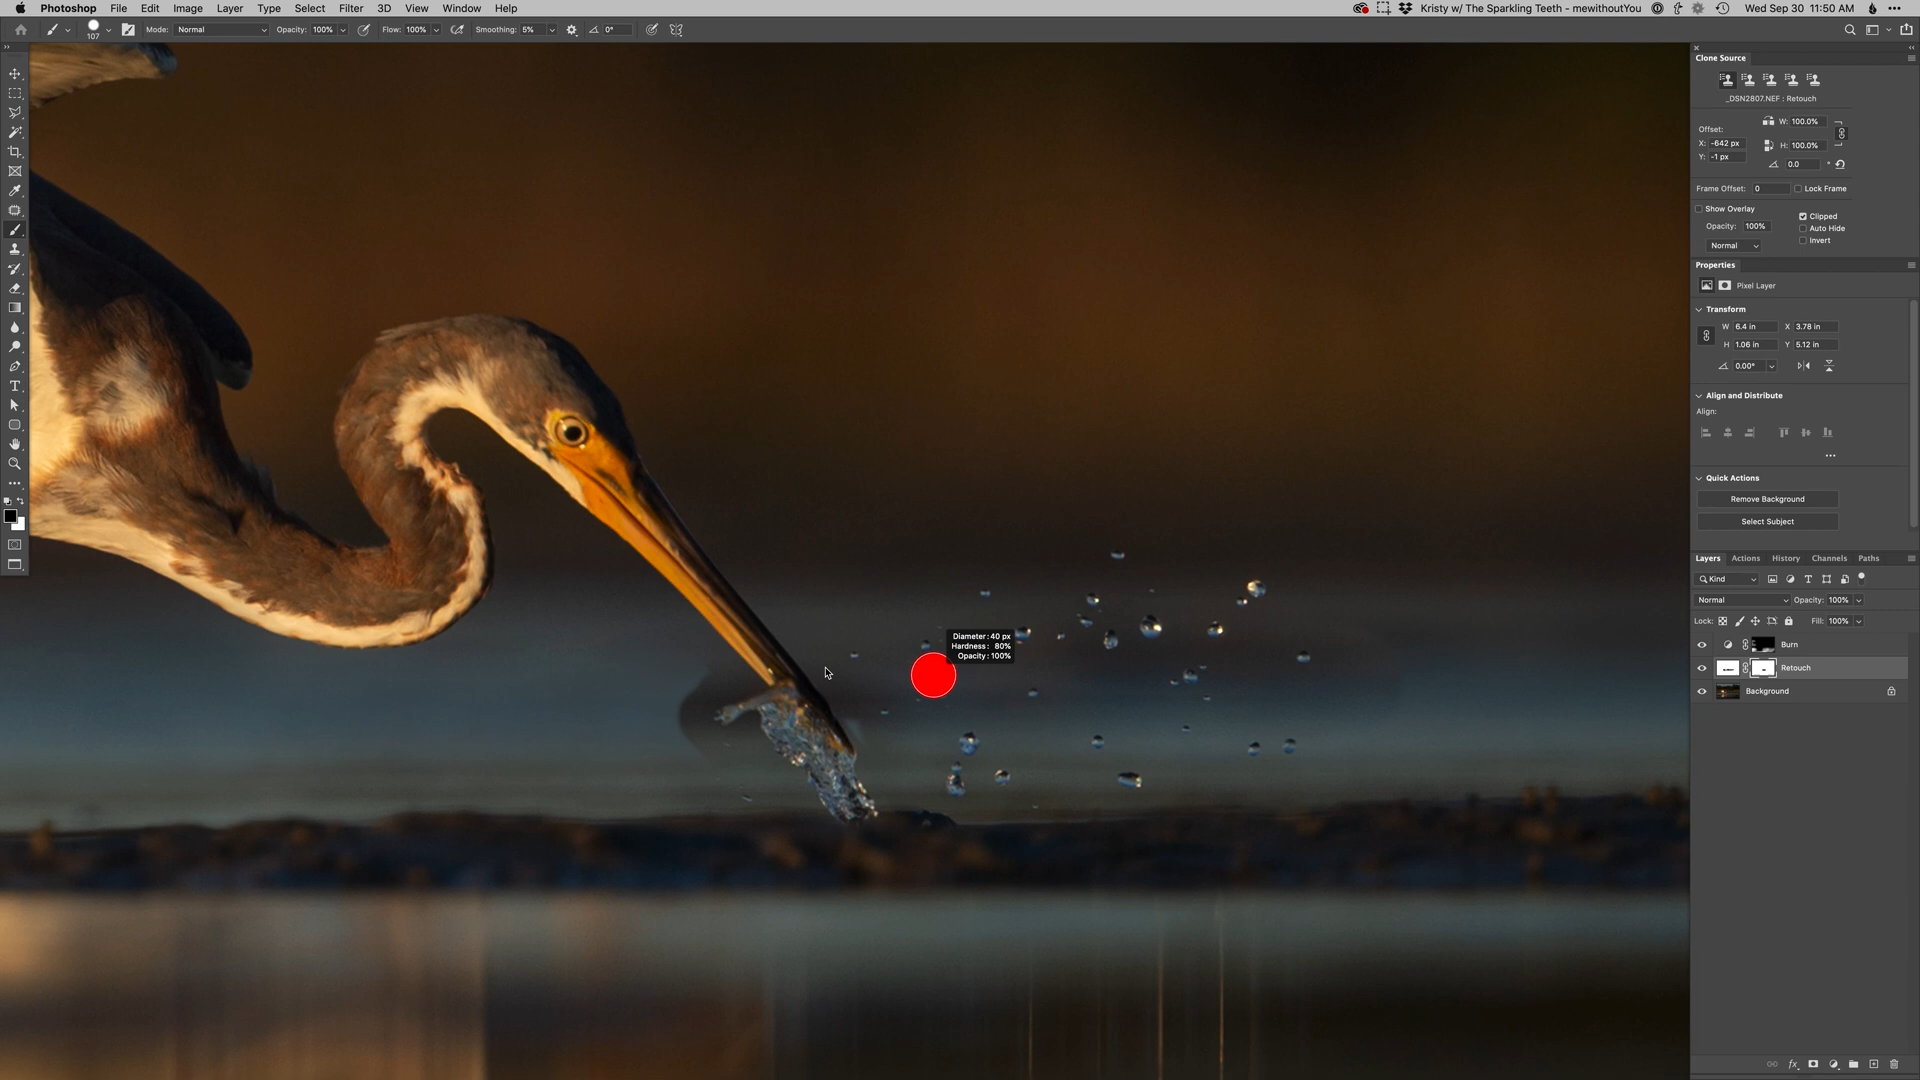 Photoshop File Edit Image Layer Type Select Filter 3D View Window Help Kristy w/ The Sparkling Teeth - mewithoutYou Wed Sep 30 11:50 AM
107 Mode: Normal Opacity: 100% Flow: 100% Smoothing: 5% 0°
Clone Source
_DSN2807.NEF : Retouch
Offset: W: 100.0%
X: -642 px H: 100.0%
Y: -1 px 0.0 °
Frame Offset: 0 Lock Frame
Show Overlay Clipped
Opacity: 100% Auto Hide
Normal Invert
Properties
Pixel Layer
Transform
W 6.4 in X 3.78 in
H 1.06 in Y 5.12 in
0.00°
Align and Distribute
Align:
Quick Actions
Remove Background
Select Subject
Layers Actions History Channels Paths
Kind
Normal Opacity: 100%
Lock: Fill: 100%
Burn
Retouch
Background
Diameter: 40 px
Hardness: 80%
Opacity: 100%